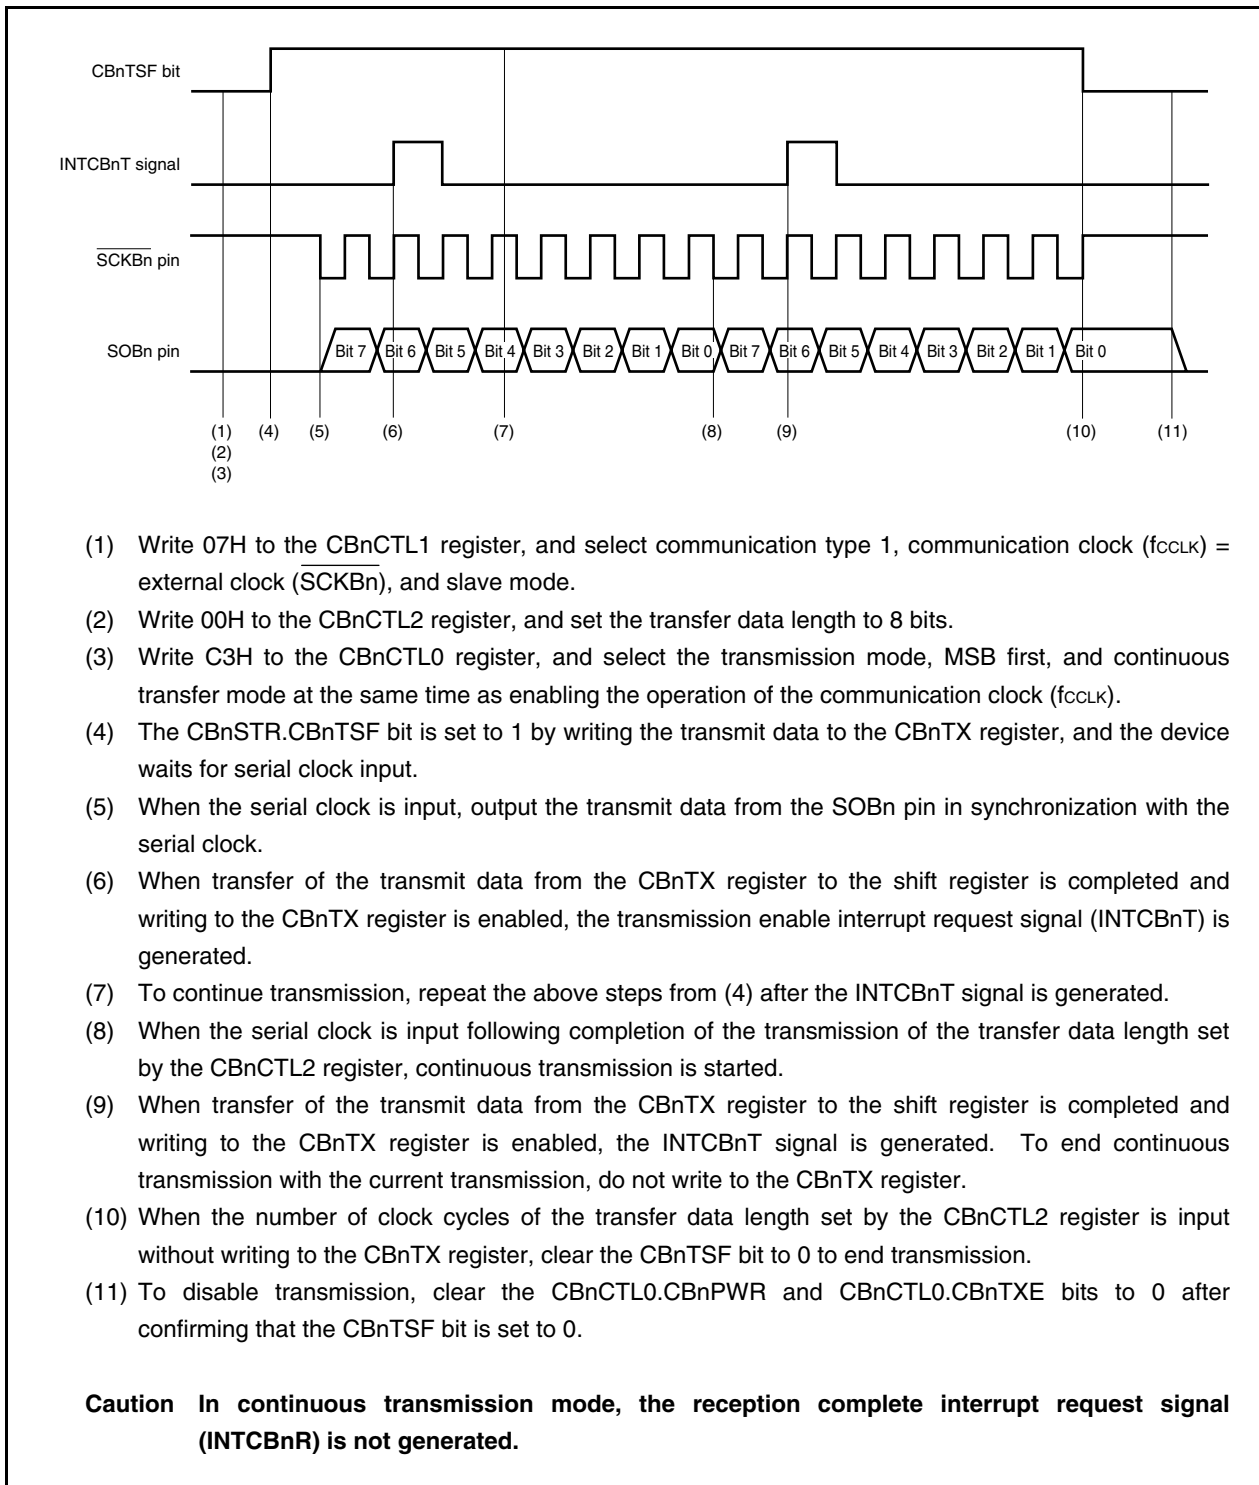 CBnTSF bit
INTCBnT signal
SCKBn pin
SOBn pin
Bit 7 Bit 6 Bit 5 Bit 4 Bit 3 Bit 2 Bit 1 Bit 0 Bit 7 Bit 6 Bit 5 Bit 4 Bit 3 Bit 2 Bit 1 Bit 0
(1) (4) (5) (6) (7) (8) (9) (10) (11)
(2)
(3)
(1) Write 07H to the CBnCTL1 register, and select communication type 1, communication clock (fCCLK) =
external clock (SCKBn), and slave mode.
(2) Write 00H to the CBnCTL2 register, and set the transfer data length to 8 bits.
(3) Write C3H to the CBnCTL0 register, and select the transmission mode, MSB first, and continuous
transfer mode at the same time as enabling the operation of the communication clock (fCCLK).
(4) The CBnSTR.CBnTSF bit is set to 1 by writing the transmit data to the CBnTX register, and the device
waits for serial clock input.
(5) When the serial clock is input, output the transmit data from the SOBn pin in synchronization with the
serial clock.
(6) When transfer of the transmit data from the CBnTX register to the shift register is completed and
writing to the CBnTX register is enabled, the transmission enable interrupt request signal (INTCBnT) is
generated.
(7) To continue transmission, repeat the above steps from (4) after the INTCBnT signal is generated.
(8) When the serial clock is input following completion of the transmission of the transfer data length set
by the CBnCTL2 register, continuous transmission is started.
(9) When transfer of the transmit data from the CBnTX register to the shift register is completed and
writing to the CBnTX register is enabled, the INTCBnT signal is generated. To end continuous
transmission with the current transmission, do not write to the CBnTX register.
(10) When the number of clock cycles of the transfer data length set by the CBnCTL2 register is input
without writing to the CBnTX register, clear the CBnTSF bit to 0 to end transmission.
(11) To disable transmission, clear the CBnCTL0.CBnPWR and CBnCTL0.CBnTXE bits to 0 after
confirming that the CBnTSF bit is set to 0.
Caution In continuous transmission mode, the reception complete interrupt request signal
(INTCBnR) is not generated.